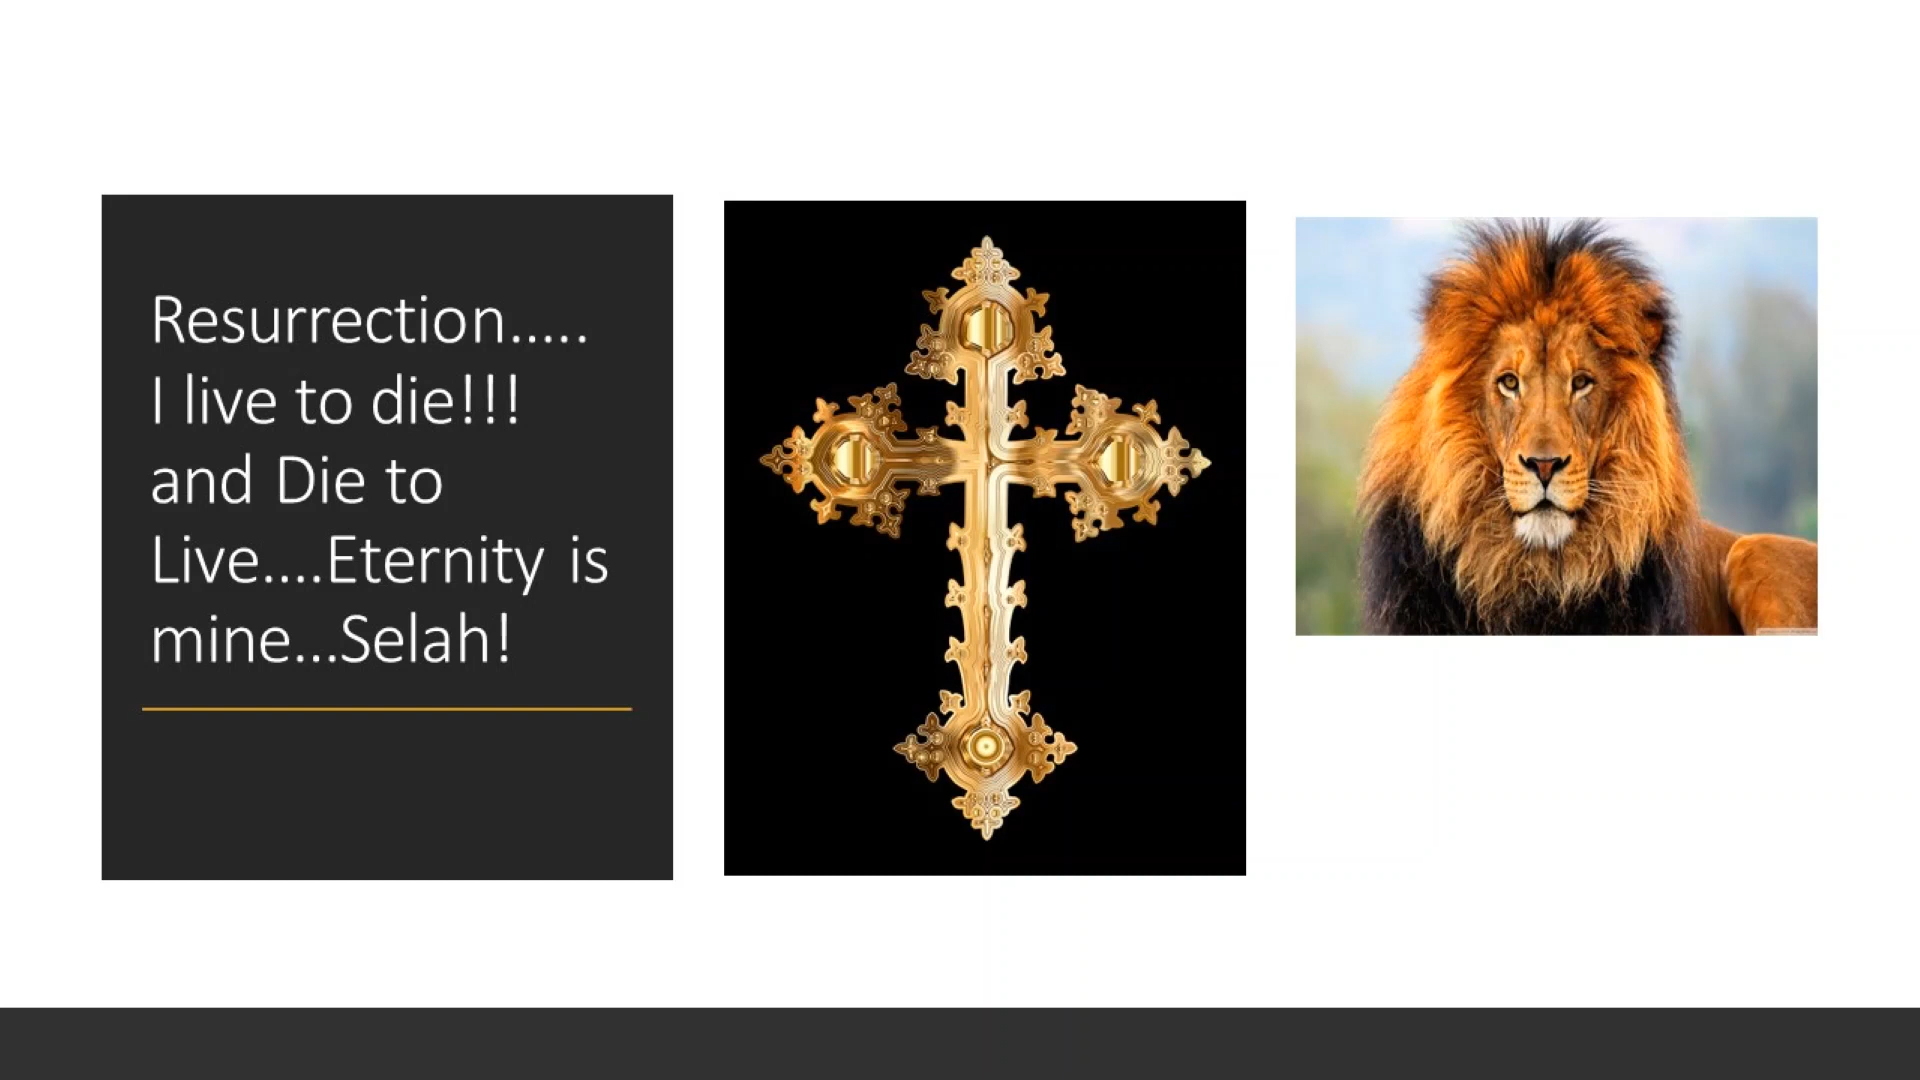 Resurrection.....
I live to die!!!
and Die to
Live....Eternity is
mine...Selah!